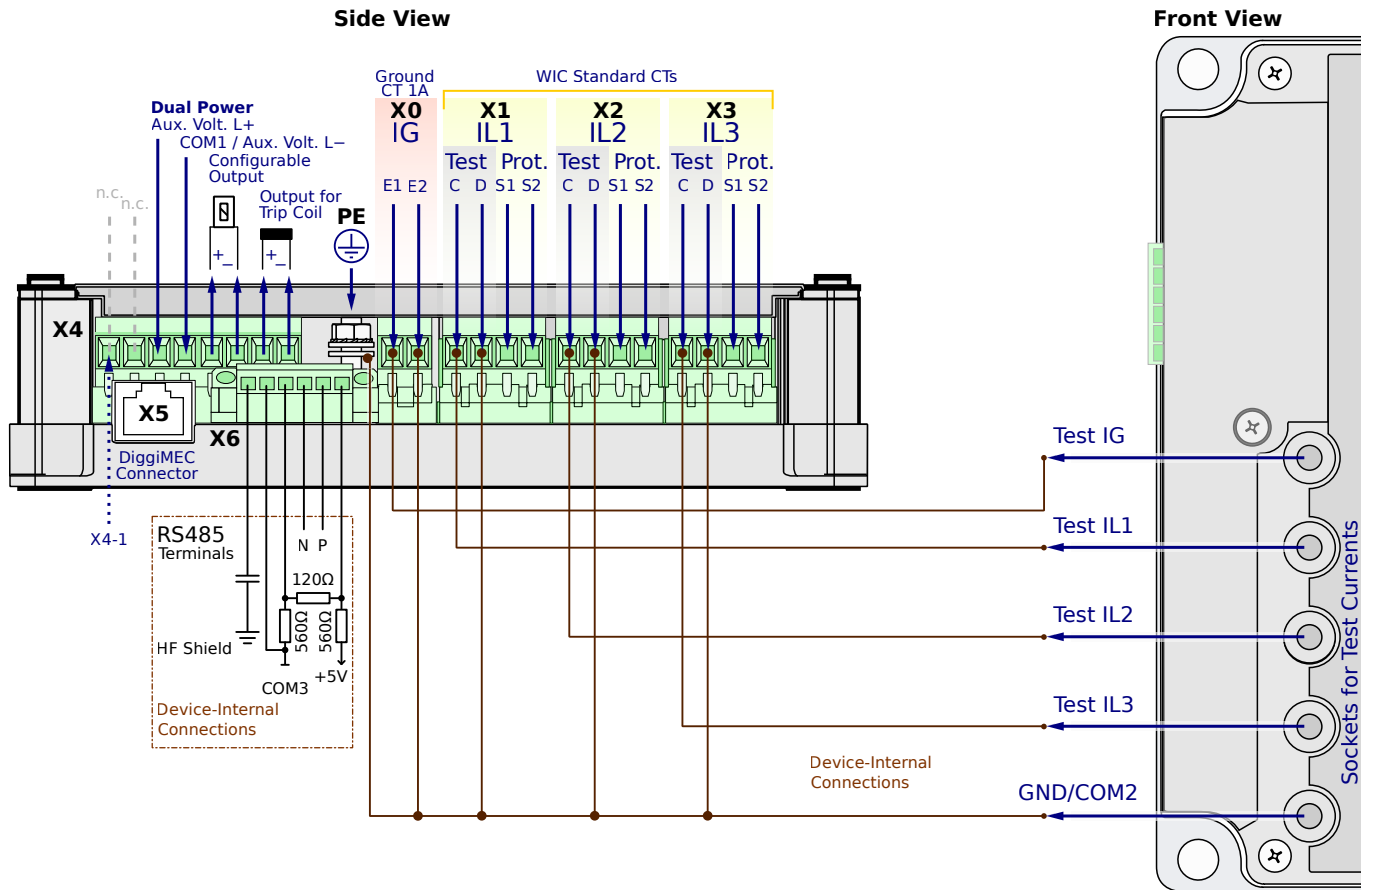 Side View
Front View
Ground
CT 1A
WIC Standard CTs
Dual Power
Aux. Volt. L+
COM1 / Aux. Volt. L−
Configurable
Output
Output for
Trip Coil
n.c.
n.c.
+
−
+
−
PE
X0
IG
E1 E2
X1
IL1
Test Prot.
C D S1 S2
X2
IL2
Test Prot.
C D S1 S2
X3
IL3
Test Prot.
C D S1 S2
X4
X5
X6
DiggiMEC
Connector
X4-1
RS485
Terminals
N P
120Ω
560Ω
560Ω
HF Shield
+5V
COM3
Device-Internal
Connections
Test IG
Test IL1
Test IL2
Test IL3
GND/COM2
Device-Internal
Connections
Sockets for Test Currents